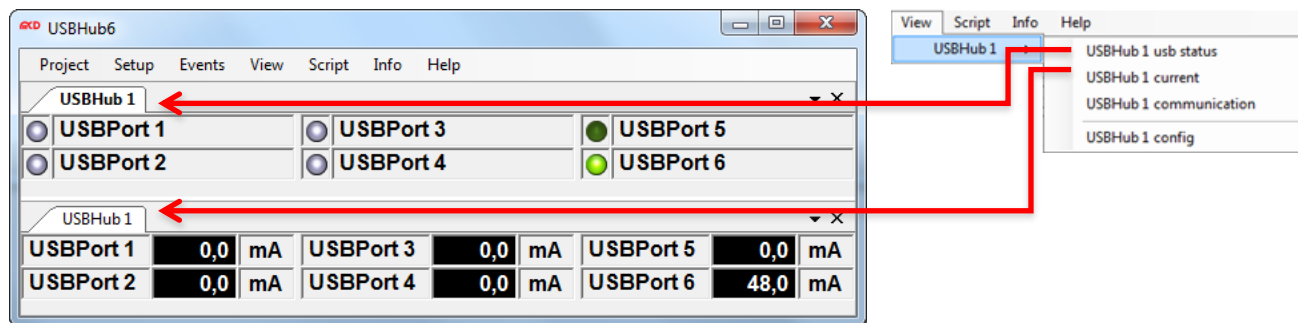 GKD USBHub6
Project Setup Events View Script Info Help
USBHub 1
USBPort 1 USBPort 3 USBPort 5
USBPort 2 USBPort 4 USBPort 6
USBHub 1
USBPort 1 0,0 mA USBPort 3 0,0 mA USBPort 5 0,0 mA
USBPort 2 0,0 mA USBPort 4 0,0 mA USBPort 6 48,0 mA
View Script Info Help
USBHub 1 USBHub 1 usb status
USBHub 1 current
USBHub 1 communication
USBHub 1 config